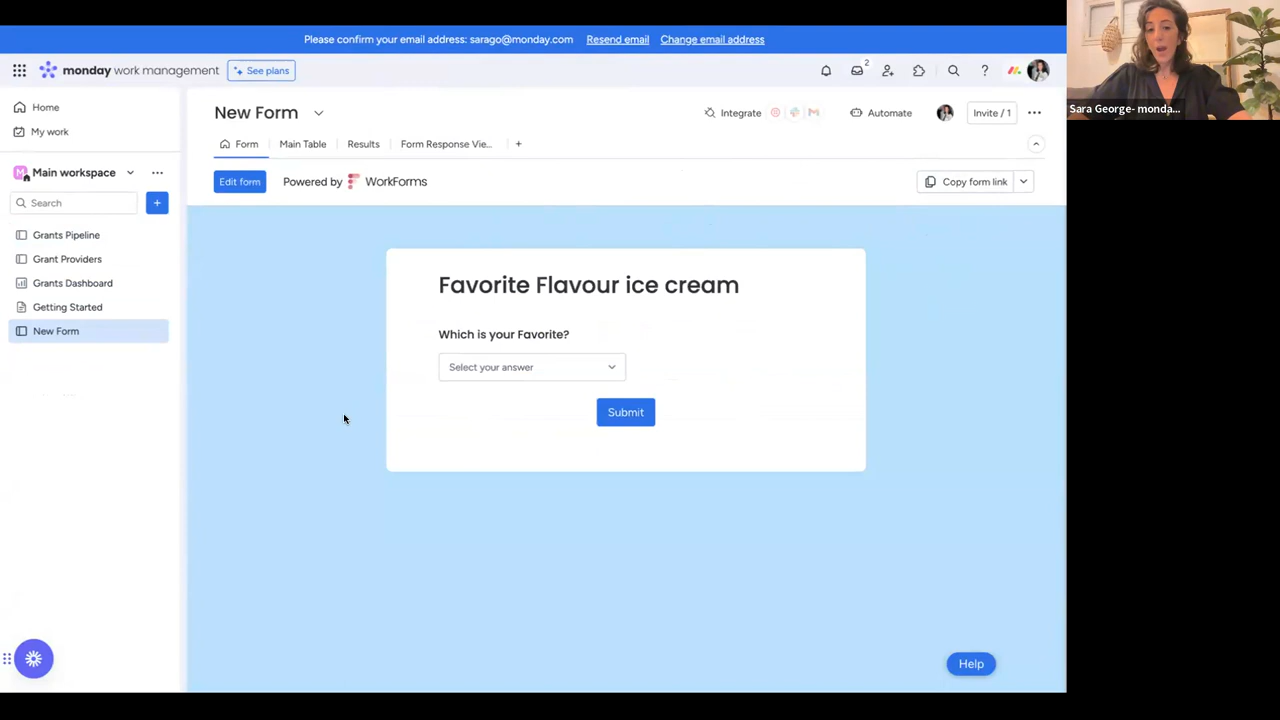 Please confirm your email address: sarago@monday.com Resend email Change email address
monday work management See plans
2
Sara George- monda...
Home
My work
Main workspace
Search
Grants Pipeline
Grant Providers
Grants Dashboard
Getting Started
New Form
New Form
Integrate Automate Invite / 1
Form Main Table Results Form Response Vie... +
Edit form Powered by WorkForms Copy form link
Favorite Flavour ice cream
Which is your Favorite?
Select your answer
Submit
Help